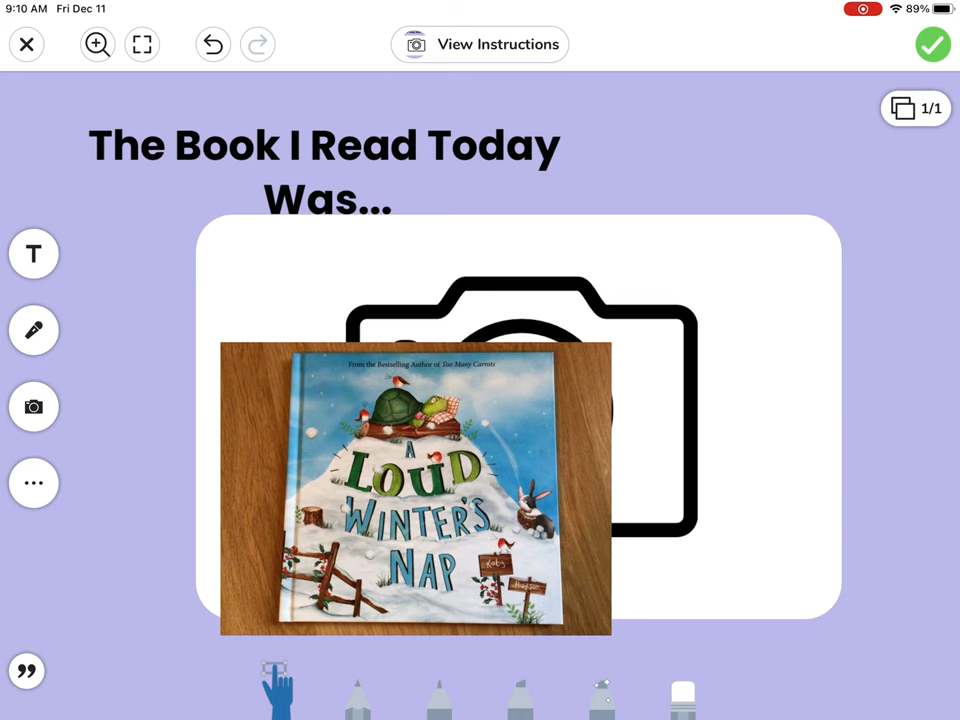 9:10 AM Fri Dec 11
89%
View Instructions
1/1
The Book I Read Today
Was...
T
From the Bestselling Author of Too Many Carrots
A
LOUD
WINTER'S
NAP
Katy
Hudson